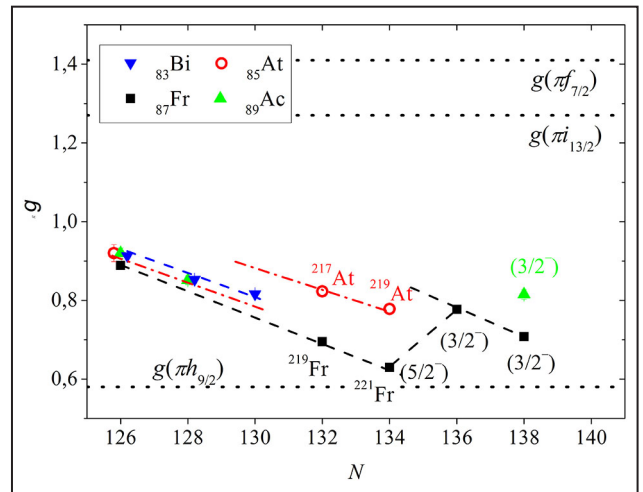 1,4
1,2
1,0
0,8
0,6
g
₈₃Bi ₈₅At
₈₇Fr ₈₉Ac
g(πf₇/₂)
g(πi₁₃/₂)
(3/2⁻)
²¹⁷At
²¹⁹At
(3/2⁻)
²¹⁹Fr
(5/2⁻)
(3/2⁻)
g(πh₉/₂)
²²¹Fr
126 128 130 132 134 136 138 140
N